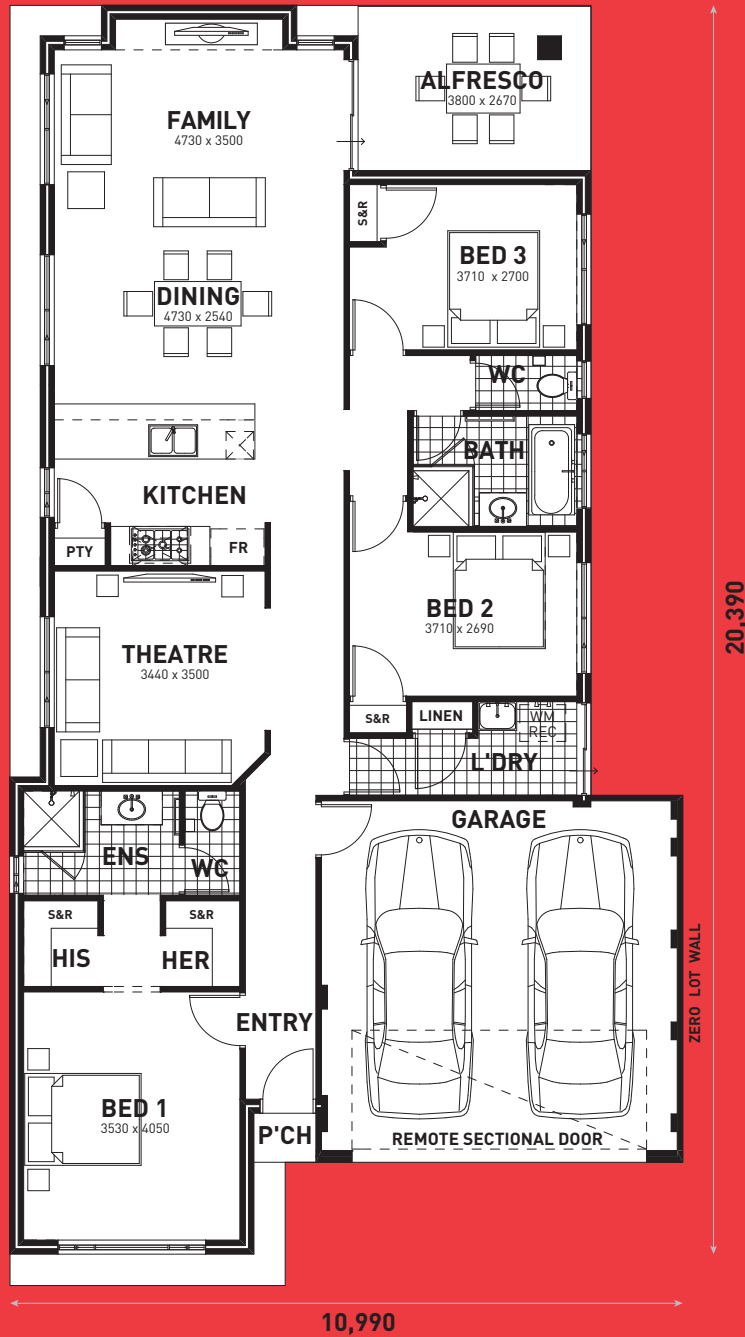 ALFRESCO
3800 x 2670
FAMILY
4730 x 3500
S&R
BED 3
3710 x 2700
DINING
4730 x 2540
WC
BATH
KITCHEN
PTY
FR
BED 2
3710 x 2690
THEATRE
3440 x 3500
S&R
LINEN
WM
REC
L'DRY
GARAGE
ENS
WC
S&R
S&R
HIS
HER
ENTRY
BED 1
3530 x 4050
P'CH
REMOTE SECTIONAL DOOR
ZERO LOT WALL
20,390
10,990